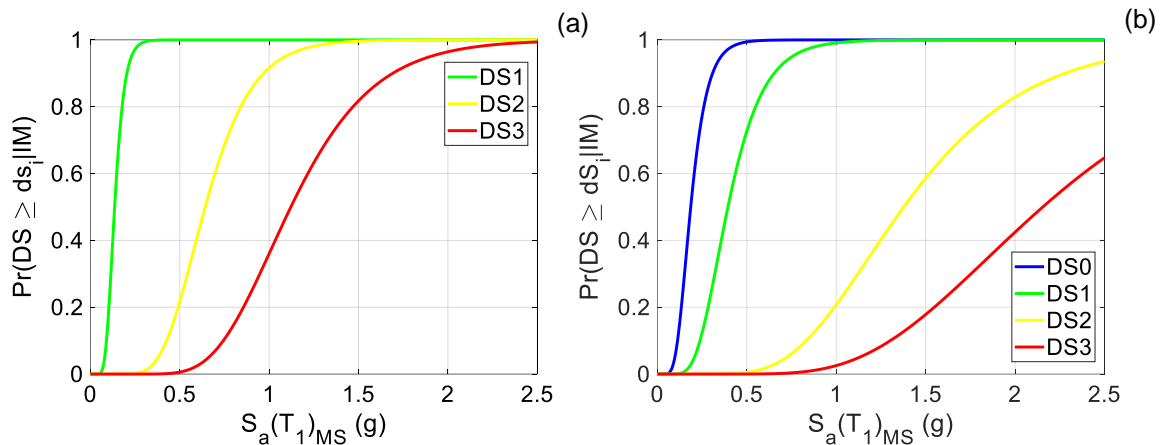 (a)
Pr(DS ≥ ds_i|IM)
1
0.8
0.6
0.4
0.2
0
0 0.5 1 1.5 2 2.5
S_a(T_1)_MS (g)
DS1
DS2
DS3
(b)
Pr(DS ≥ dS_i|IM)
1
0.8
0.6
0.4
0.2
0
0 0.5 1 1.5 2 2.5
S_a(T_1)_MS (g)
DS0
DS1
DS2
DS3